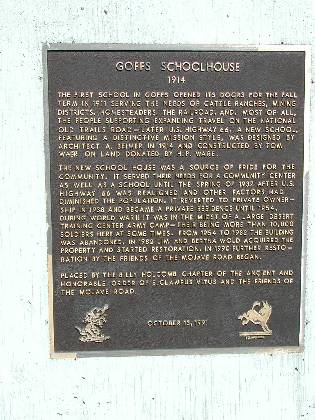 GOFFS SCHOOLHOUSE
1914
THE FIRST SCHOOL IN GOFFS OPENED ITS DOORS FOR THE FALL
TERM IN 1911 SERVING THE NEEDS OF CATTLE RANCHES, MINING
DISTRICTS, HOMESTEADERS, THE RAILROAD, AND, MOST OF ALL,
THE PEOPLE SUPPORTING EXPANDING TRAVEL ON THE NATIONAL
OLD TRAILS ROAD—LATER U.S. HIGHWAY 66. A NEW SCHOOL,
FEATURING A DISTINCTIVE MISSION STYLE, WAS DESIGNED BY
ARCHITECT A. BEIMER IN 1914 AND CONSTRUCTED BY TOM
WAER ON LAND DONATED BY H.P. WARE.
THE NEW SCHOOL HOUSE WAS A SOURCE OF PRIDE FOR THE
COMMUNITY. IT SERVED THEIR NEEDS FOR A COMMUNITY CENTER
AS WELL AS A SCHOOL UNTIL THE SPRING OF 1937. AFTER U.S.
HIGHWAY 66 WAS REALIGNED AND OTHER FACTORS HAD
DIMINISHED THE POPULATION, IT REVERTED TO PRIVATE OWNER-
SHIP IN 1938 AND BECAME A PRIVATE RESIDENCE UNTIL 1954.
DURING WORLD WAR II IT WAS IN THE MIDST OF A LARGE DESERT
TRAINING CENTER ARMY CAMP—THERE BEING MORE THAN 10,000
SOLDIERS HERE AT SOME TIMES. FROM 1954 TO 1982 THE BUILDING
WAS ABANDONED. IN 1982 JIM AND BERTHA WOLD ACQUIRED THE
PROPERTY AND STARTED RESTORATION. IN 1990 FURTHER RESTO-
RATION BY THE FRIENDS OF THE MOJAVE ROAD BEGAN.
PLACED BY THE BILLY HOLCOMB CHAPTER OF THE ANCIENT AND
HONORABLE ORDER OF E CLAMPUS VITUS AND THE FRIENDS OF
THE MOJAVE ROAD.
OCTOBER 13, 1991